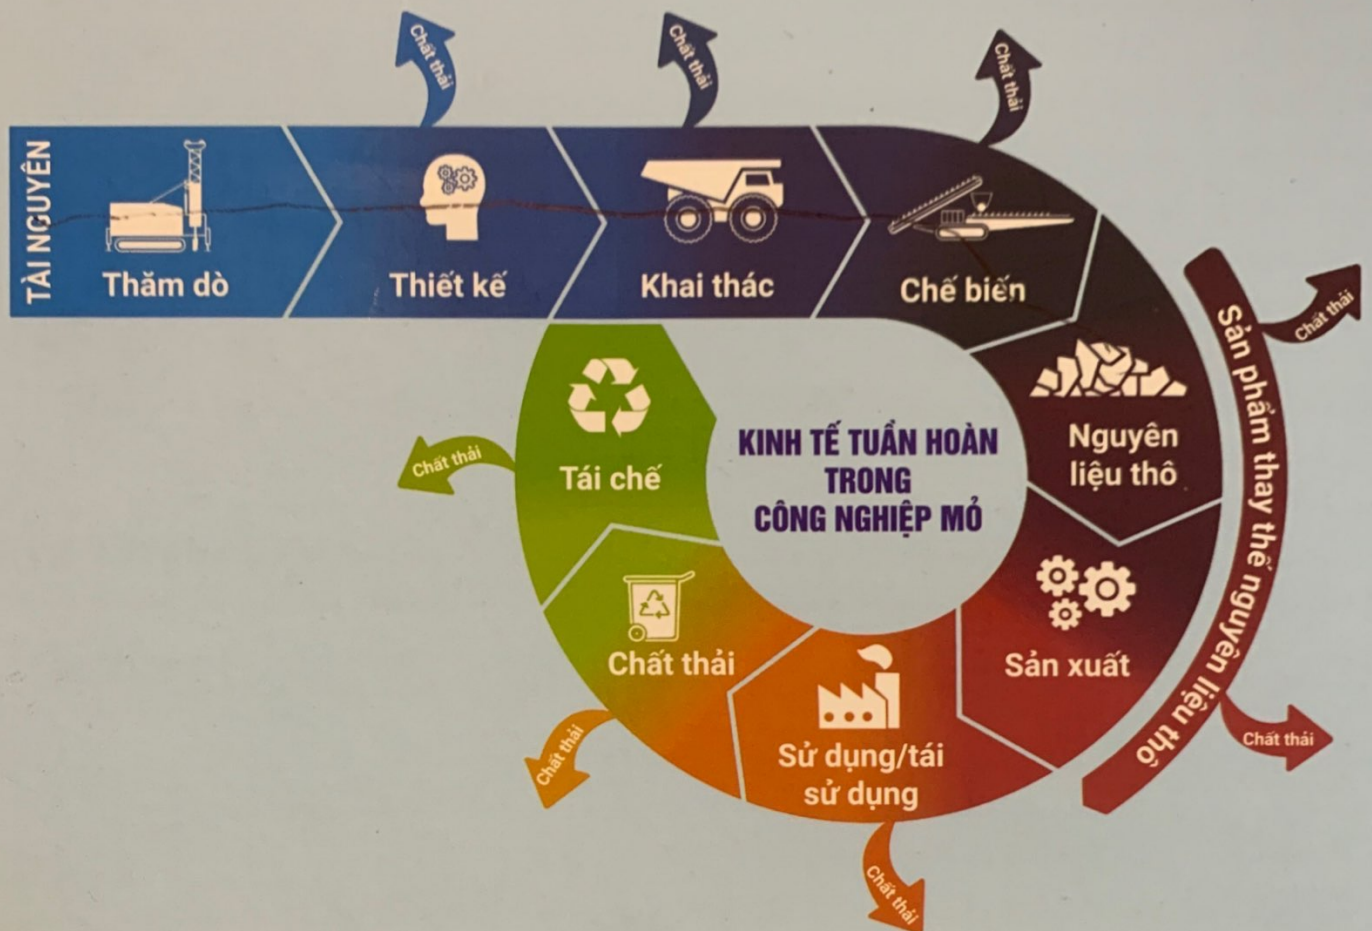 TÀI NGUYÊN
Thăm dò
Thiết kế
Khai thác
Chế biến
Nguyên
liệu thô
Sản xuất
Sử dụng/tái
sử dụng
Chất thải
Tái chế
KINH TẾ TUẦN HOÀN
TRONG
CÔNG NGHIỆP MỎ
Sản phẩm thay thế nguyên liệu thô
Chất thải
Chất thải
Chất thải
Chất thải
Chất thải
Chất thải
Chất thải
Chất thải